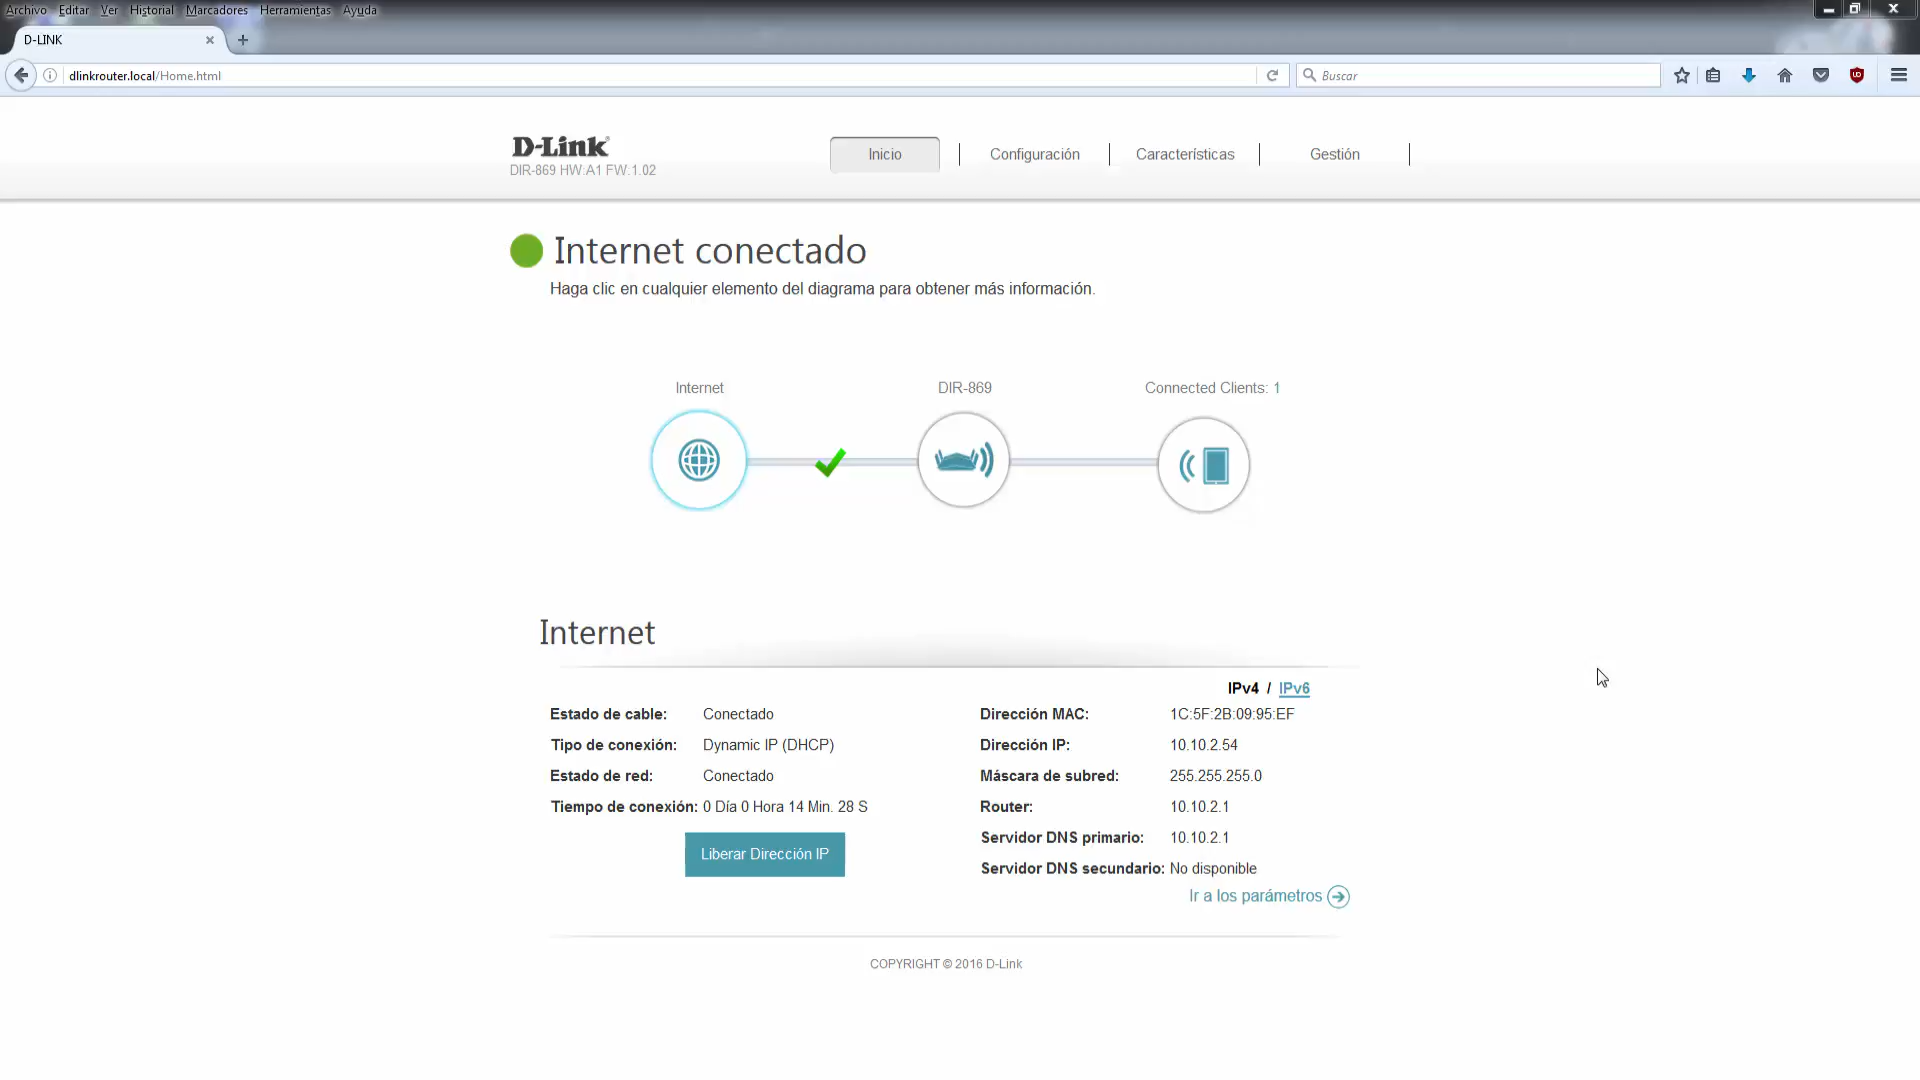 Archivo Editar Ver Historial Marcadores Herramientas Ayuda
D-LINK
dlinkrouter.local/Home.html
Buscar
D-Link
DIR-869 HW:A1 FW:1.02
Inicio
Configuración
Características
Gestión
Internet conectado
Haga clic en cualquier elemento del diagrama para obtener más información.
Internet
DIR-869
Connected Clients: 1
Internet
IPv4 / IPv6
Estado de cable: Conectado
Tipo de conexión: Dynamic IP (DHCP)
Estado de red: Conectado
Tiempo de conexión: 0 Día 0 Hora 14 Min. 28 S
Liberar Dirección IP
Dirección MAC: 1C:5F:2B:09:95:EF
Dirección IP: 10.10.2.54
Máscara de subred: 255.255.255.0
Router: 10.10.2.1
Servidor DNS primario: 10.10.2.1
Servidor DNS secundario: No disponible
Ir a los parámetros
COPYRIGHT © 2016 D-Link